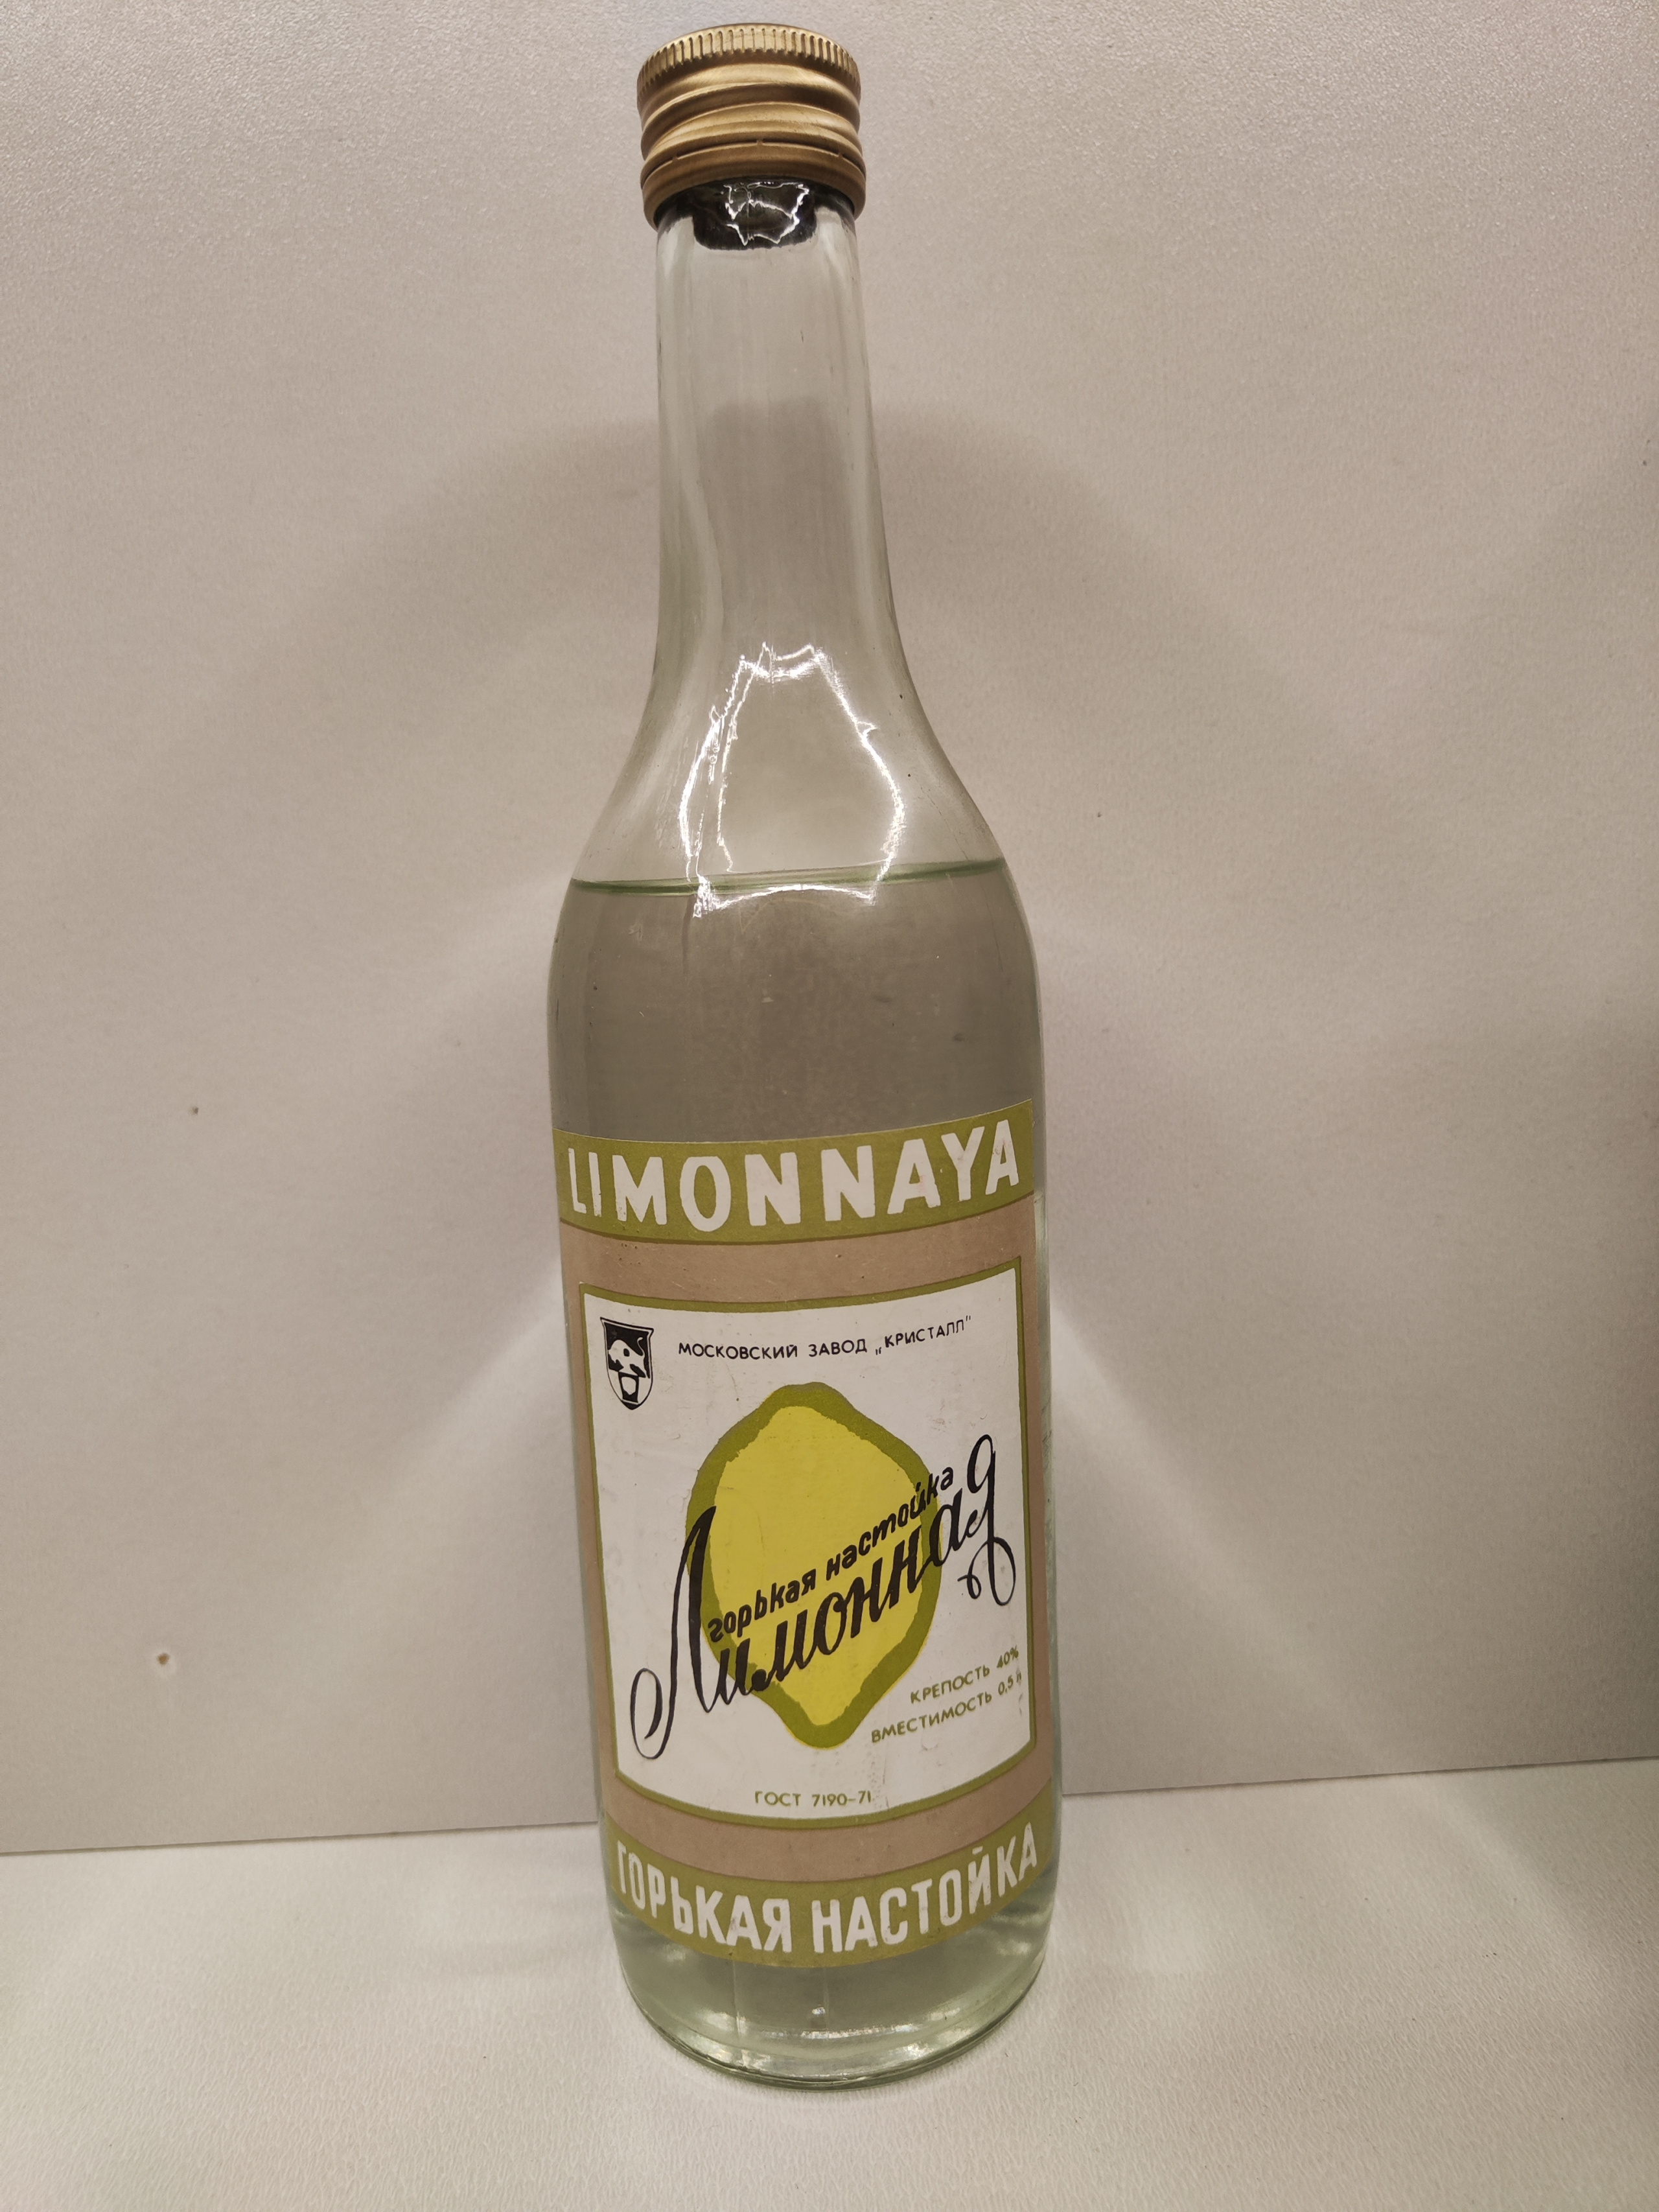 LIMONNAYA
МОСКОВСКИЙ ЗАВОД „КРИСТАЛЛ"
горькая настойка
Лимонная
КРЕПОСТЬ 40%
ВМЕСТИМОСТЬ 0,5 л
ГОСТ 7190-71
ГОРЬКАЯ НАСТОЙКА